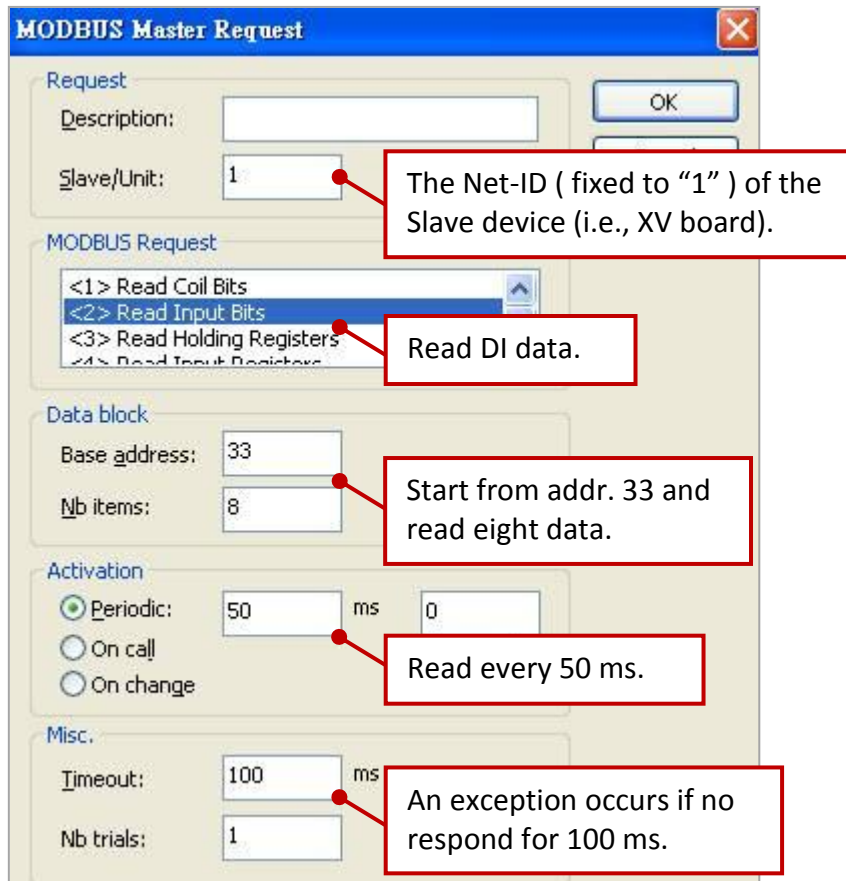 MODBUS Master Request
Request
OK
Description:
Slave/Unit:
1
The Net-ID ( fixed to “1” ) of the
Slave device (i.e., XV board).
MODBUS Request
<1> Read Coil Bits
<2> Read Input Bits
<3> Read Holding Registers
<4> Read Input Registers
Read DI data.
Data block
Base address:
33
Nb items:
8
Start from addr. 33 and
read eight data.
Activation
Periodic:
50
ms
0
On call
On change
Read every 50 ms.
Misc.
Timeout:
100
ms
Nb trials:
1
An exception occurs if no
respond for 100 ms.